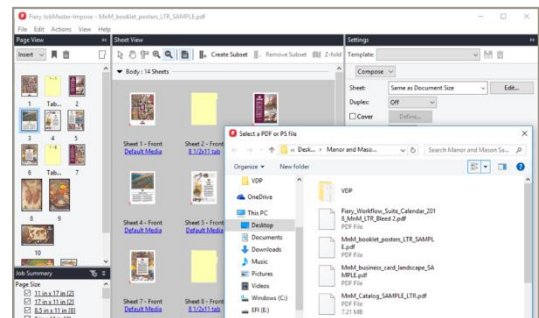 Fiery JobMaster-Impose - MnM_booklet_posters_LTR_SAMPLE.pdf
File Edit Actions View Help
Page View
Sheet View
Settings
Insert
Create Subset
Remove Subset
Z-fold
Template:
Body : 14 Sheets
Compose
Sheet:
Same as Document Size
Edit...
Duplex:
Off
Cover
Define...
1 Tab... 2
3 4 5
6 Tab... 7
8 9
10
Sheet 1 - Front
Default Media
Sheet 2 - Front
8 1/2x11 tab
Sheet 4 - Front
Default Media
Sheet 5 - Front
Default Media
Sheet 7 - Front
Default Media
Sheet 8 - Front
8 1/2x11 tab
Select a PDF or PS file
« Desk... › Manor and Maso...
Search Manor and Mason Sa...
Organize
New folder
VDP
OneDrive
This PC
Desktop
Documents
Downloads
Music
Pictures
Videos
Windows (C:)
EFI (E:)
VDP
Fiery_Workflow_Suite_Calendar_201
8_MnM_LTR_Bleed 2.pdf
PDF File
MnM_booklet_posters_LTR_SAMPL
E.pdf
PDF File
MnM_business_card_landscape_SA
MPLE.pdf
PDF File
MnM_Catalog_SAMPLE_LTR.pdf
PDF File
7.21 MB
Job Summary
Page Size
11 in x 17 in [2]
17 in x 11 in [2]
8.5 in x 11 in [8]